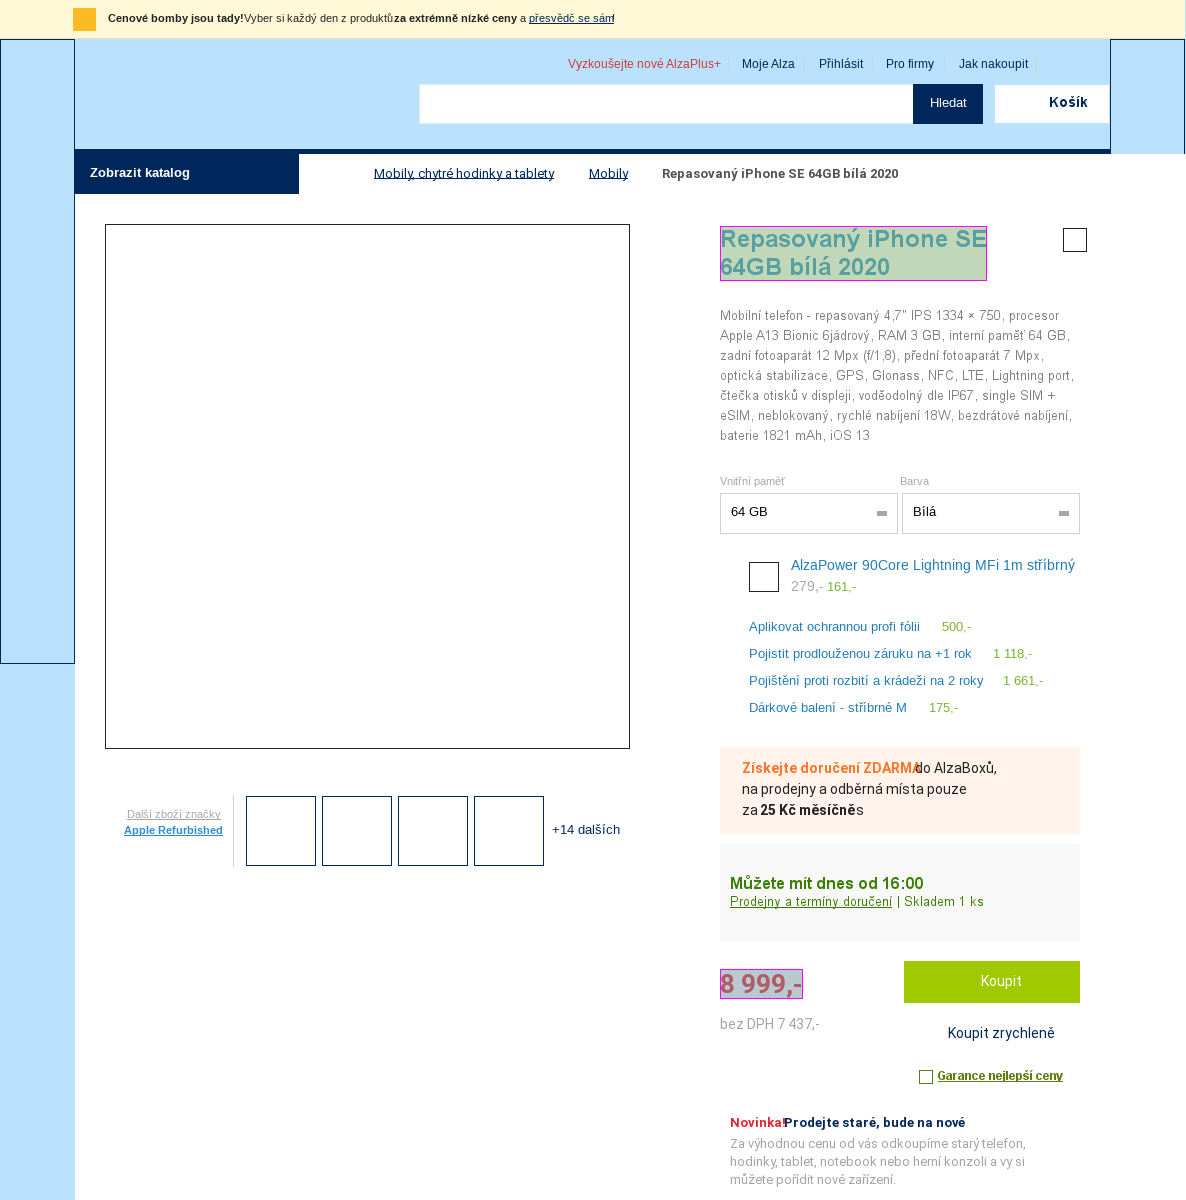 Cenové bomby jsou tady! Vyber si každý den z produktů za extrémně nízké ceny a přesvědč se sám!
Vyzkoušejte nové AlzaPlus+
Moje Alza
Přihlásit
Pro firmy
Jak nakoupit
Hledat
Košík
Zobrazit katalog
Mobily, chytré hodinky a tablety
Mobily
Repasovaný iPhone SE 64GB bílá 2020
Repasovaný iPhone SE
64GB bílá 2020
Mobilní telefon - repasovaný 4,7" IPS 1334 × 750, procesor
Apple A13 Bionic 6jádrový, RAM 3 GB, interní paměť 64 GB,
zadní fotoaparát 12 Mpx (f/1,8), přední fotoaparát 7 Mpx,
optická stabilizace, GPS, Glonass, NFC, LTE, Lightning port,
čtečka otisků v displeji, voděodolný dle IP67, single SIM +
eSIM, neblokovaný, rychlé nabíjení 18W, bezdrátové nabíjení,
baterie 1821 mAh, iOS 13
Vnitřní paměť
Barva
64 GB
Bílá
AlzaPower 90Core Lightning MFi 1m stříbrný
279,- 161,-
Aplikovat ochrannou profi fólii 500,-
Pojistit prodlouženou záruku na +1 rok 1 118,-
Pojištění proti rozbití a krádeži na 2 roky 1 661,-
Dárkové balení - stříbrné M 175,-
Získejte doručení ZDARMA do AlzaBoxů,
na prodejny a odběrná místa pouze
za 25 Kč měsíčně s
Další zboží značky
Apple Refurbished
+14 dalších
Můžete mít dnes od 16:00
Prodejny a termíny doručení | Skladem 1 ks
8 999,-
Koupit
bez DPH 7 437,-
Koupit zrychleně
Garance nejlepší ceny
Novinka! Prodejte staré, bude na nové
Za výhodnou cenu od vás odkoupíme starý telefon,
hodinky, tablet, notebook nebo herní konzoli a vy si
můžete pořídit nové zařízení.